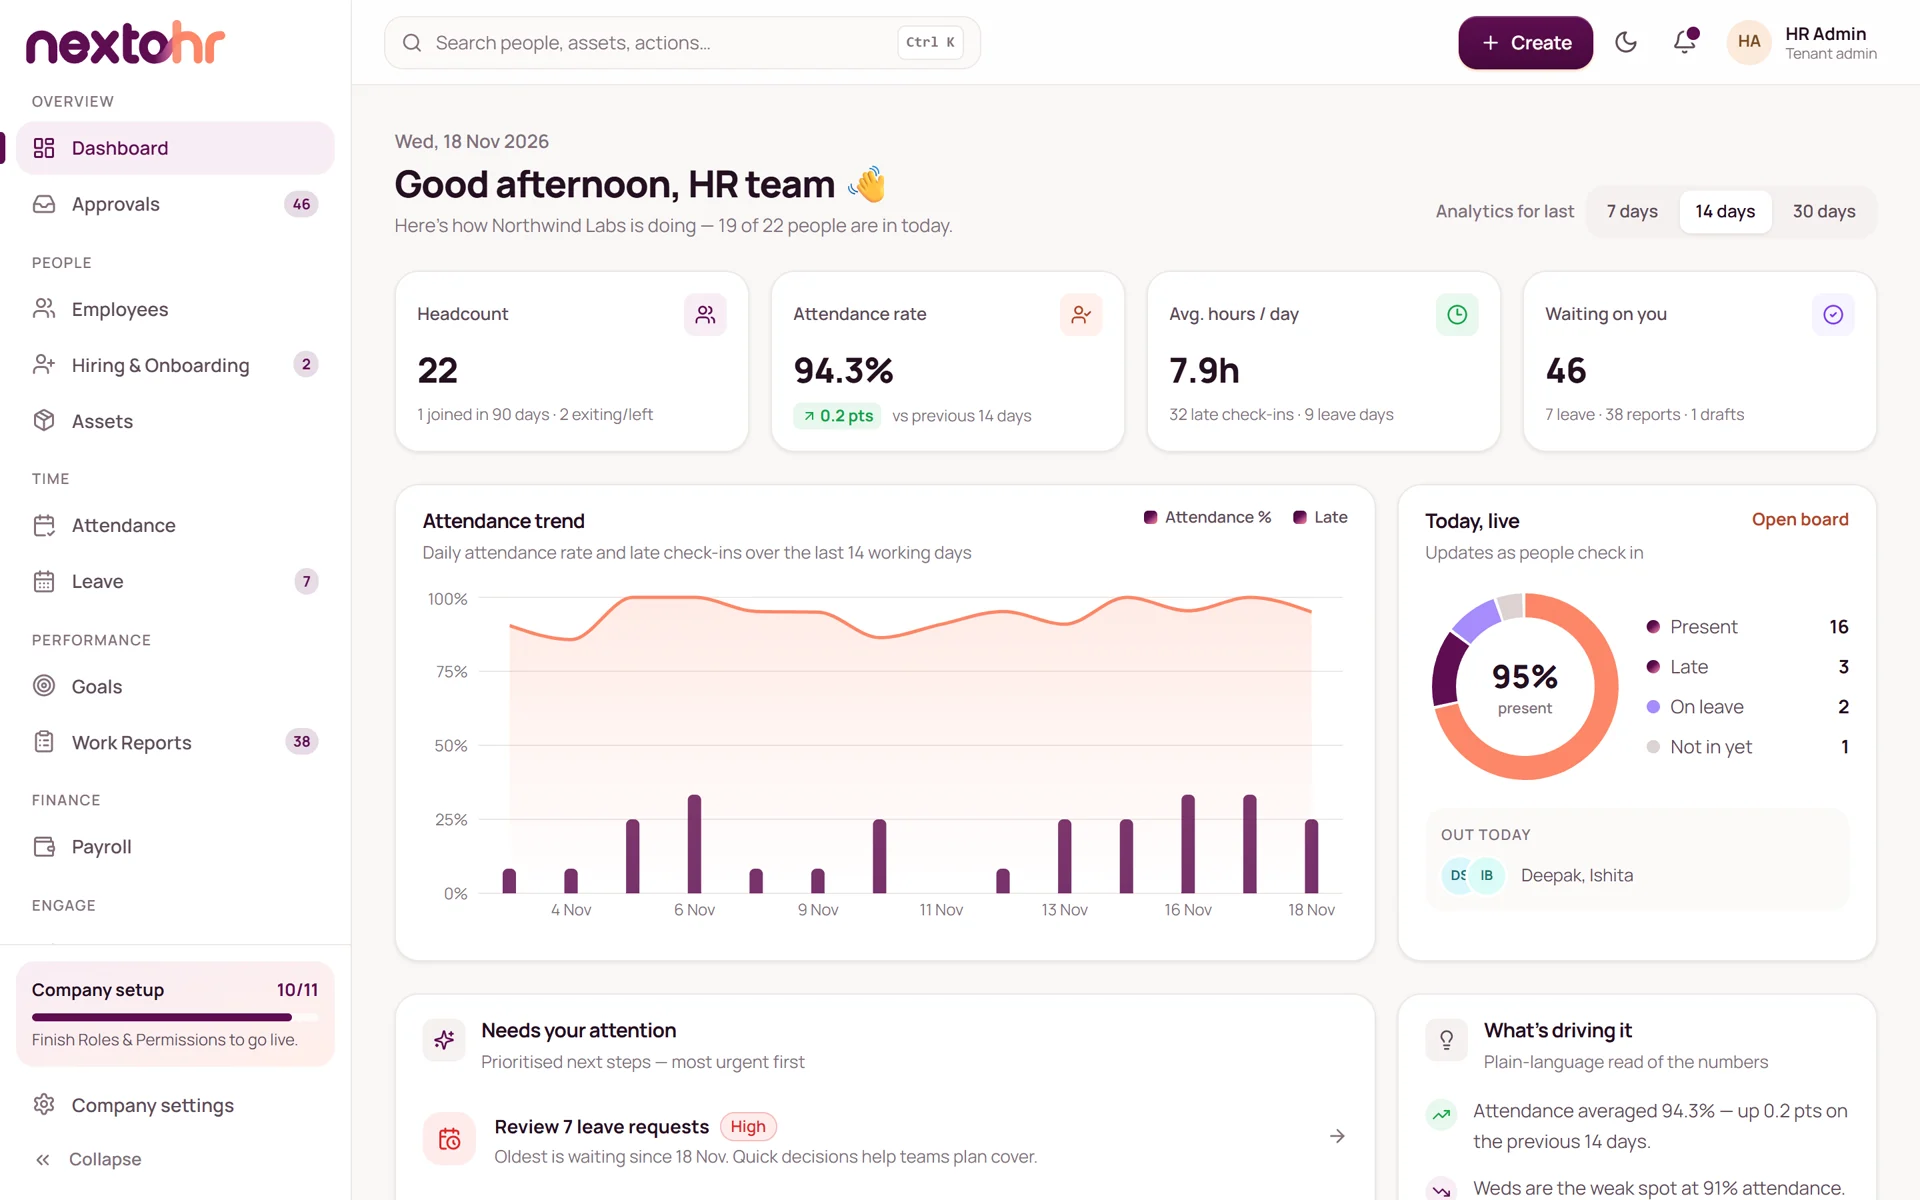 nextohr
OVERVIEW
Dashboard
Approvals 46
PEOPLE
Employees
Hiring & Onboarding 2
Assets
TIME
Attendance
Leave 7
PERFORMANCE
Goals
Work Reports 38
FINANCE
Payroll
ENGAGE
Company setup 10/11
Finish Roles & Permissions to go live.
Company settings
Collapse
Search people, assets, actions... Ctrl K
Create
HA
HR Admin
Tenant admin
Wed, 18 Nov 2026
Good afternoon, HR team 👋
Here's how Northwind Labs is doing — 19 of 22 people are in today.
Analytics for last 7 days 14 days 30 days
Headcount
22
1 joined in 90 days · 2 exiting/left
Attendance rate
94.3%
0.2 pts vs previous 14 days
Avg. hours / day
7.9h
32 late check-ins · 9 leave days
Waiting on you
46
7 leave · 38 reports · 1 drafts
Attendance trend
Attendance % Late
Daily attendance rate and late check-ins over the last 14 working days
100%
75%
50%
25%
0%
4 Nov 6 Nov 9 Nov 11 Nov 13 Nov 16 Nov 18 Nov
Today, live
Open board
Updates as people check in
95%
present
Present 16
Late 3
On leave 2
Not in yet 1
OUT TODAY
DS IB Deepak, Ishita
Needs your attention
Prioritised next steps — most urgent first
Review 7 leave requests High
Oldest is waiting since 18 Nov. Quick decisions help teams plan cover.
What's driving it
Plain-language read of the numbers
Attendance averaged 94.3% — up 0.2 pts on
the previous 14 days.
Weds are the weak spot at 91% attendance.